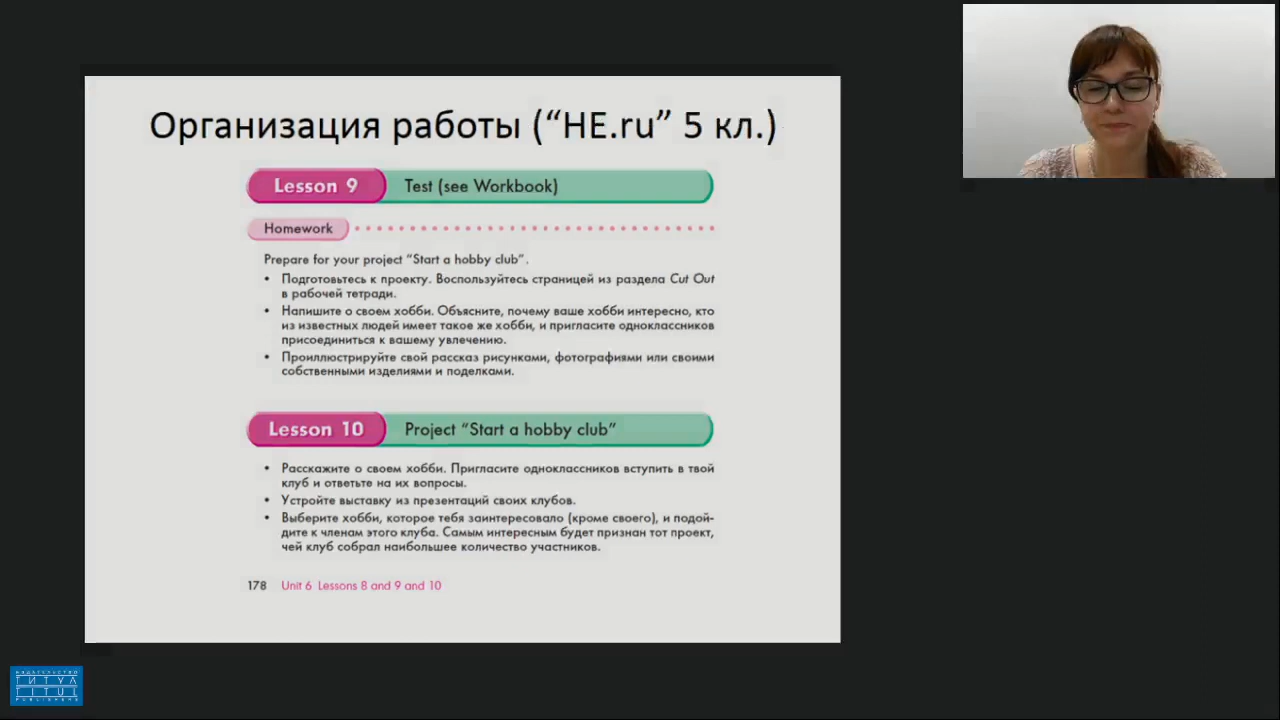 Организация работы (“HE.ru” 5 кл.)
Lesson 9 Test (see Workbook)
Homework
Prepare for your project “Start a hobby club”.
• Подготовьтесь к проекту. Воспользуйтесь страницей из раздела Cut Out
в рабочей тетради.
• Напишите о своем хобби. Объясните, почему ваше хобби интересно, кто
из известных людей имеет такое же хобби, и пригласите одноклассников
присоединиться к вашему увлечению.
• Проиллюстрируйте свой рассказ рисунками, фотографиями или своими
собственными изделиями и поделками.
Lesson 10 Project “Start a hobby club”
• Расскажите о своем хобби. Пригласите одноклассников вступить в твой
клуб и ответьте на их вопросы.
• Устройте выставку из презентаций своих клубов.
• Выберите хобби, которое тебя заинтересовало (кроме своего), и подой-
дите к членам этого клуба. Самым интересным будет признан тот проект,
чей клуб собрал наибольшее количество участников.
178 Unit 6 Lessons 8 and 9 and 10
ИЗДАТЕЛЬСТВО
ТИТУЛ
TITUL
PUBLISHERS